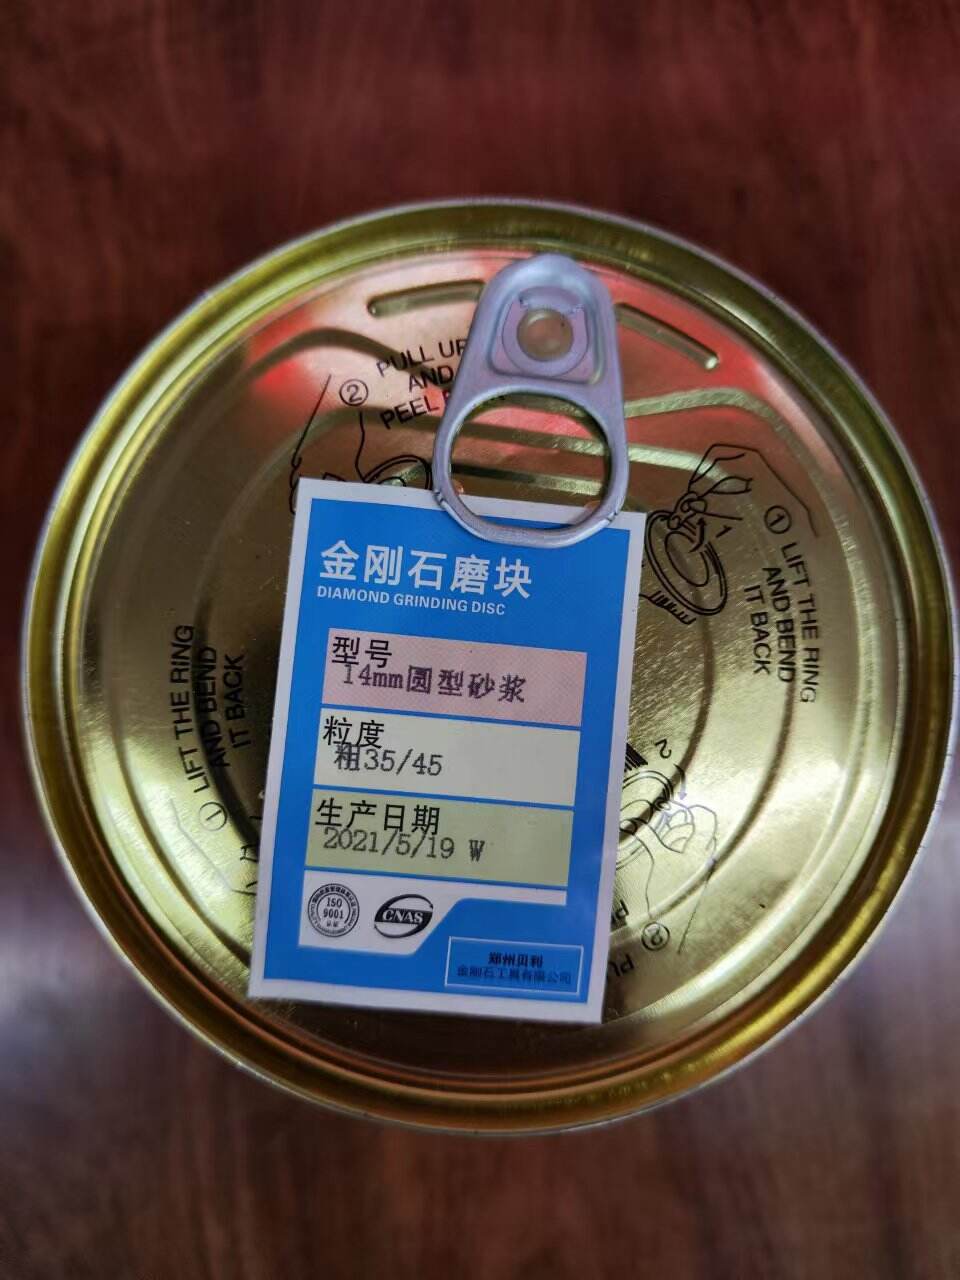 ② PULL UP
AND
PEEL
① LIFT THE RING
AND BEND
IT BACK
金刚石磨块
DIAMOND GRINDING DISC
型号
14mm圆型砂浆
粒度
粗35/45
生产日期
2021/5/19 W
ISO
9001
CNAS
郑州贝利
金刚石工具有限公司
① LIFT THE RING
AND BEND
IT BACK
2
② PU